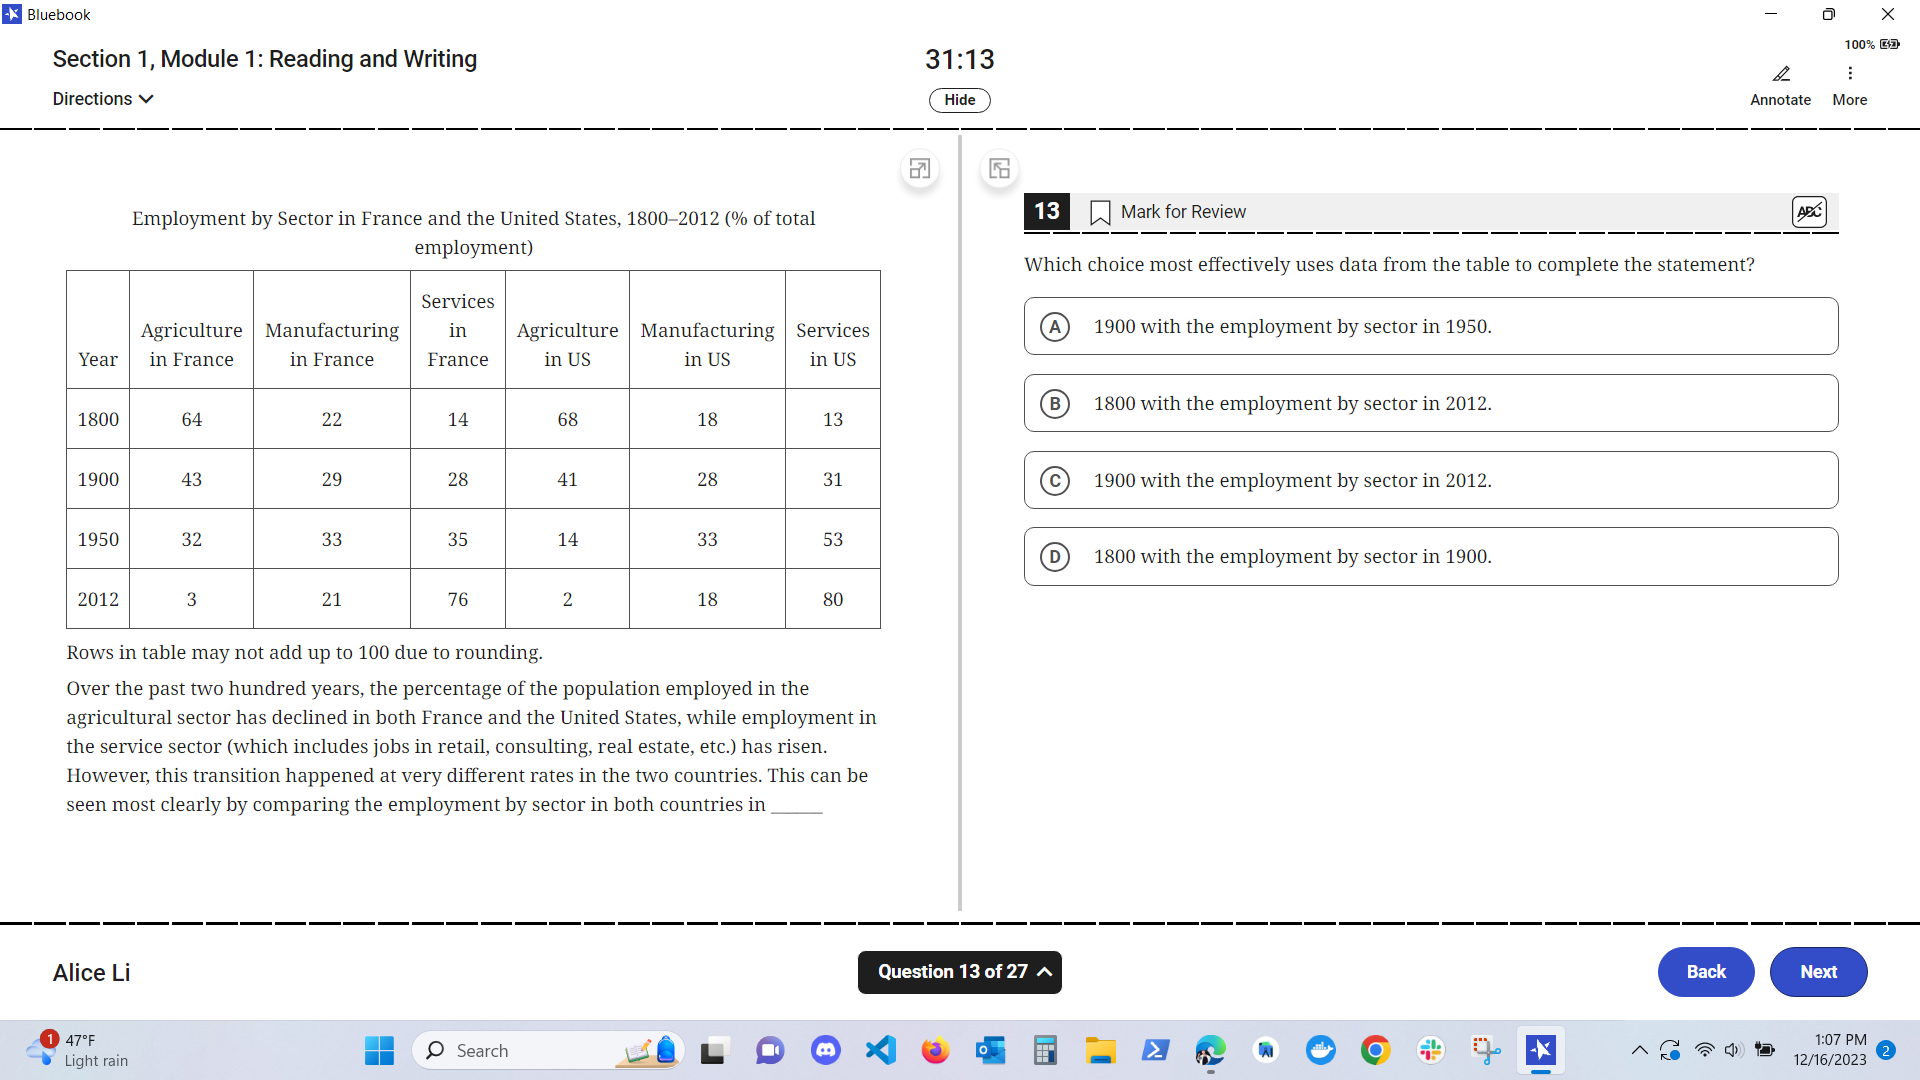 Bluebook
Section 1, Module 1: Reading and Writing
31:13
100%
Directions
Hide
Annotate
More
Employment by Sector in France and the United States, 1800–2012 (% of total
employment)
Year
Agriculture
in France
Manufacturing
in France
Services
in
France
Agriculture
in US
Manufacturing
in US
Services
in US
1800 64 22 14 68 18 13
1900 43 29 28 41 28 31
1950 32 33 35 14 33 53
2012 3 21 76 2 18 80
Rows in table may not add up to 100 due to rounding.
Over the past two hundred years, the percentage of the population employed in the
agricultural sector has declined in both France and the United States, while employment in
the service sector (which includes jobs in retail, consulting, real estate, etc.) has risen.
However, this transition happened at very different rates in the two countries. This can be
seen most clearly by comparing the employment by sector in both countries in ______
13 Mark for Review
ABC
Which choice most effectively uses data from the table to complete the statement?
A 1900 with the employment by sector in 1950.
B 1800 with the employment by sector in 2012.
C 1900 with the employment by sector in 2012.
D 1800 with the employment by sector in 1900.
Alice Li
Question 13 of 27
Back
Next
1
47°F
Light rain
Search
1:07 PM
12/16/2023
2